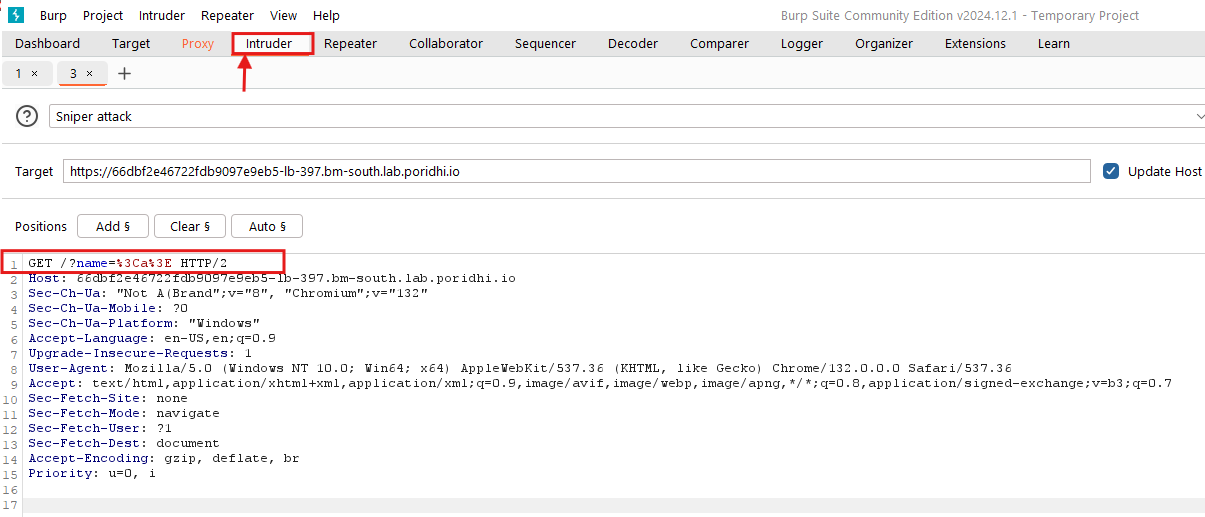 Burp Project Intruder Repeater View Help Burp Suite Community Edition v2024.12.1 - Temporary Project
Dashboard Target Proxy Intruder Repeater Collaborator Sequencer Decoder Comparer Logger Organizer Extensions Learn
1 × 3 × +
? Sniper attack
Target https://66dbf2e46722fdb9097e9eb5-lb-397.bm-south.lab.poridhi.io Update Host
Positions Add § Clear § Auto §
1 GET /?name=%3Ca%3E HTTP/2
2 Host: 66dbf2e46722fdb9097e9eb5-lb-397.bm-south.lab.poridhi.io
3 Sec-Ch-Ua: "Not A(Brand";v="8", "Chromium";v="132"
4 Sec-Ch-Ua-Mobile: ?0
5 Sec-Ch-Ua-Platform: "Windows"
6 Accept-Language: en-US,en;q=0.9
7 Upgrade-Insecure-Requests: 1
8 User-Agent: Mozilla/5.0 (Windows NT 10.0; Win64; x64) AppleWebKit/537.36 (KHTML, like Gecko) Chrome/132.0.0.0 Safari/537.36
9 Accept: text/html,application/xhtml+xml,application/xml;q=0.9,image/avif,image/webp,image/apng,*/*;q=0.8,application/signed-exchange;v=b3;q=0.7
10 Sec-Fetch-Site: none
11 Sec-Fetch-Mode: navigate
12 Sec-Fetch-User: ?1
13 Sec-Fetch-Dest: document
14 Accept-Encoding: gzip, deflate, br
15 Priority: u=0, i
16
17